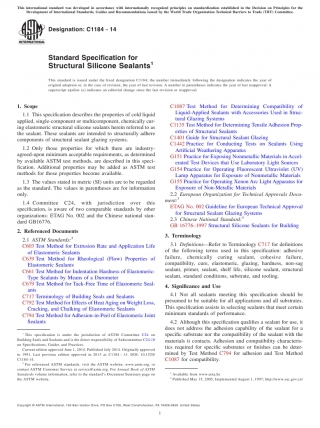 This international standard was developed in accordance with internationally recognized principles on standardization established in the Decision on Principles for the
Development of International Standards, Guides and Recommendations issued by the World Trade Organization Technical Barriers to Trade (TBT) Committee.
Designation: C1184 − 14
INTERNATIONAL
Standard Specification for
Structural Silicone Sealants1
This standard is issued under the fixed designation C1184; the number immediately following the designation indicates the year of
original adoption or, in the case of revision, the year of last revision. A number in parentheses indicates the year of last reapproval. A
superscript epsilon (ε) indicates an editorial change since the last revision or reapproval.
1. Scope
1.1 This specification describes the properties of cold liquid
applied, single-component or multicomponent, chemically cur-
ing elastomeric structural silicone sealants herein referred to as
the sealant. These sealants are intended to structurally adhere
components of structural sealant glazing systems.
1.2 Only those properties for which there are industry-
agreed-upon minimum acceptable requirements, as determined
by available ASTM test methods, are described in this speci-
fication. Additional properties may be added as ASTM test
methods for those properties become available.
1.3 The values stated in metric (SI) units are to be regarded
as the standard. The values in parentheses are for information
only.
1.4 Committee C24, with jurisdiction over this
specification, is aware of two comparable standards by other
organizations: ETAG No. 002 and the Chinese national stan-
dard GB16776.
2. Referenced Documents
2.1 ASTM Standards:2
C603 Test Method for Extrusion Rate and Application Life
of Elastomeric Sealants
C639 Test Method for Rheological (Flow) Properties of
Elastomeric Sealants
C661 Test Method for Indentation Hardness of Elastomeric-
Type Sealants by Means of a Durometer
C679 Test Method for Tack-Free Time of Elastomeric Seal-
ants
C717 Terminology of Building Seals and Sealants
C792 Test Method for Effects of Heat Aging on Weight Loss,
Cracking, and Chalking of Elastomeric Sealants
C794 Test Method for Adhesion-in-Peel of Elastomeric Joint
Sealants
1 This specification is under the jurisdiction of ASTM Committee C24 on
Building Seals and Sealants and is the direct responsibility of Subcommittee C24.10
on Specifications, Guides and Practices.
Current edition approved June 1, 2014. Published July 2014. Originally approved
in 1991. Last previous edition approved in 2013 as C1184 – 13. DOI: 10.1520/
C1184-14.
2 For referenced ASTM standards, visit the ASTM website, www.astm.org, or
contact ASTM Customer Service at service@astm.org. For Annual Book of ASTM
Standards volume information, refer to the standard's Document Summary page on
the ASTM website.
C1087 Test Method for Determining Compatibility of
Liquid-Applied Sealants with Accessories Used in Struc-
tural Glazing Systems
C1135 Test Method for Determining Tensile Adhesion Prop-
erties of Structural Sealants
C1401 Guide for Structural Sealant Glazing
C1442 Practice for Conducting Tests on Sealants Using
Artificial Weathering Apparatus
G151 Practice for Exposing Nonmetallic Materials in Accel-
erated Test Devices that Use Laboratory Light Sources
G154 Practice for Operating Fluorescent Ultraviolet (UV)
Lamp Apparatus for Exposure of Nonmetallic Materials
G155 Practice for Operating Xenon Arc Light Apparatus for
Exposure of Non-Metallic Materials
2.2 European Organization for Technical Approvals Docu-
ment:3
ETAG No. 002 Guideline for European Technical Approval
for Structural Sealant Glazing Systems
2.3 Chinese National Standard:4
GB 16776–1997 Structural Silicone Sealants for Building
3. Terminology
3.1 Definitions—Refer to Terminology C717 for definitions
of the following terms used in this specification: adhesive
failure, chemically curing sealant, cohesive failure,
compatibility, cure, elastomeric, glazing, hardness, non-sag
sealant, primer, sealant, shelf life, silicone sealant, structural
sealant, standard conditions, substrate, and tooling.
4. Significance and Use
4.1 Not all sealants meeting this specification should be
presumed to be suitable for all applications and all substrates.
This specification assists in selecting sealants that meet certain
minimum standards of performance.
4.2 Although this specification qualifies a sealant for use, it
does not address the adhesion capability of the sealant for a
specific substrate nor the compatibility of the sealant with the
materials it contacts. Adhesion and compatibility characteris-
tics required for specific substrates or finishes can be deter-
mined by Test Method C794 for adhesion and Test Method
C1087 for compatibility.
3 Available from www.eota.be
4 Published May 15, 2005, Implemented August 1, 1997; http://www.sac.gov.cn/
Copyright © ASTM International, 100 Barr Harbor Drive, PO Box C700, West Conshohocken, PA 19428-2959. United States
1